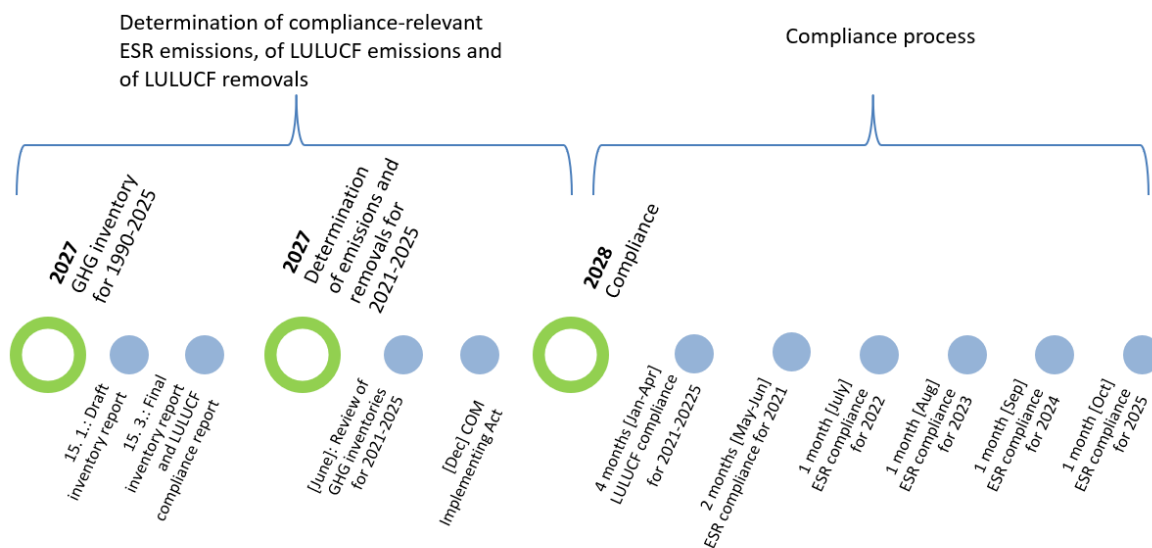 Determination of compliance-relevant
ESR emissions, of LULUCF emissions and
of LULUCF removals
Compliance process
2027
GHG inventory
for 1990-2025
2027
Determination
of emissions and
removals for
2021-2025
2028
Compliance
15. 1.: Draft
inventory report
15. 3.: Final
inventory report
and LULUCF
compliance report
[June]: Review of
GHG inventories
for 2021-2025
[Dec] COM
Implementing Act
4 months [Jan-Apr]
LULUCF compliance
for 2021-20225
2 months [May-Jun]
ESR compliance for 2021
1 month [July]
ESR compliance
for 2022
1 month [Aug]
ESR compliance
for 2023
1 month [Sep]
ESR compliance
for 2024
1 month [Oct]
ESR compliance
for 2025